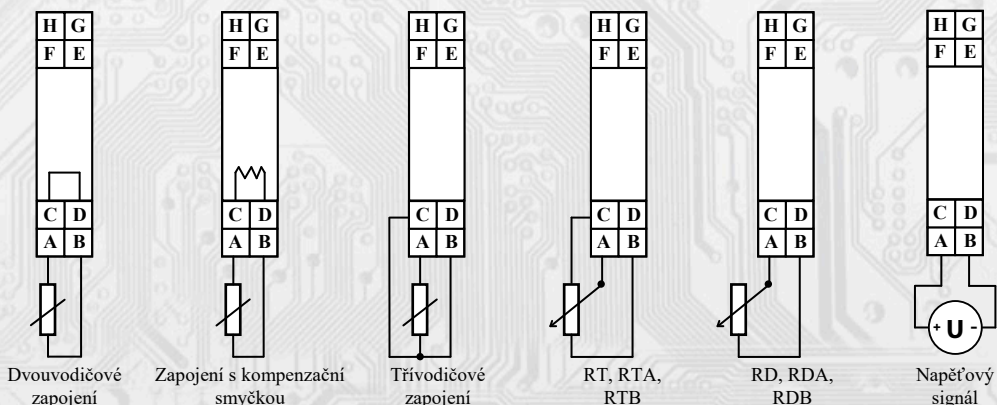 H G H G H G H G H G H G
F E F E F E F E F E F E
C D C D C D C D C D C D
A B A B A B A B A B A B
+ U -
Dvouvodičové
zapojení
Zapojení s kompenzační
smyčkou
Třívodičové
zapojení
RT, RTA,
RTB
RD, RDA,
RDB
Napěťový
signál